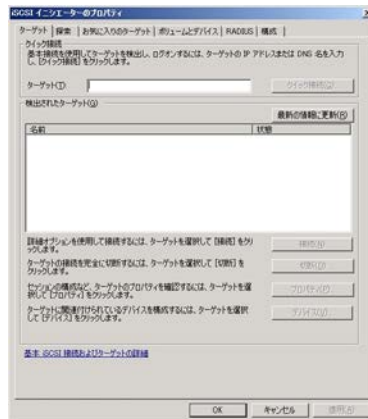 iSCSI イニシエーターのプロパティ
ターゲット 探索 お気に入りのターゲット ボリュームとデバイス RADIUS 構成
クイック接続
基本接続を使用してターゲットを検出し、ログオンするには、ターゲットの IP アドレスまたは DNS 名を入力
し、[クイック接続] をクリックします。
ターゲット(T):
クイック接続(Q)
検出されたターゲット(G)
最新の情報に更新(R)
名前 状態
詳細オプションを使用して接続するには、ターゲットを選択して [接続] をクリ
ックします。
接続(N)
ターゲットの接続を完全に切断するには、ターゲットを選択して [切断] を
クリックします。
切断(D)
セッションの構成など、ターゲットのプロパティを確認するには、ターゲットを選
択して [プロパティ] をクリックします。
プロパティ(P)
ターゲットに関連付けられているデバイスを構成するには、ターゲットを選択
して [デバイス] をクリックします。
デバイス(V)
基本 iSCSI 接続およびターゲットの詳細
OK キャンセル 適用(A)